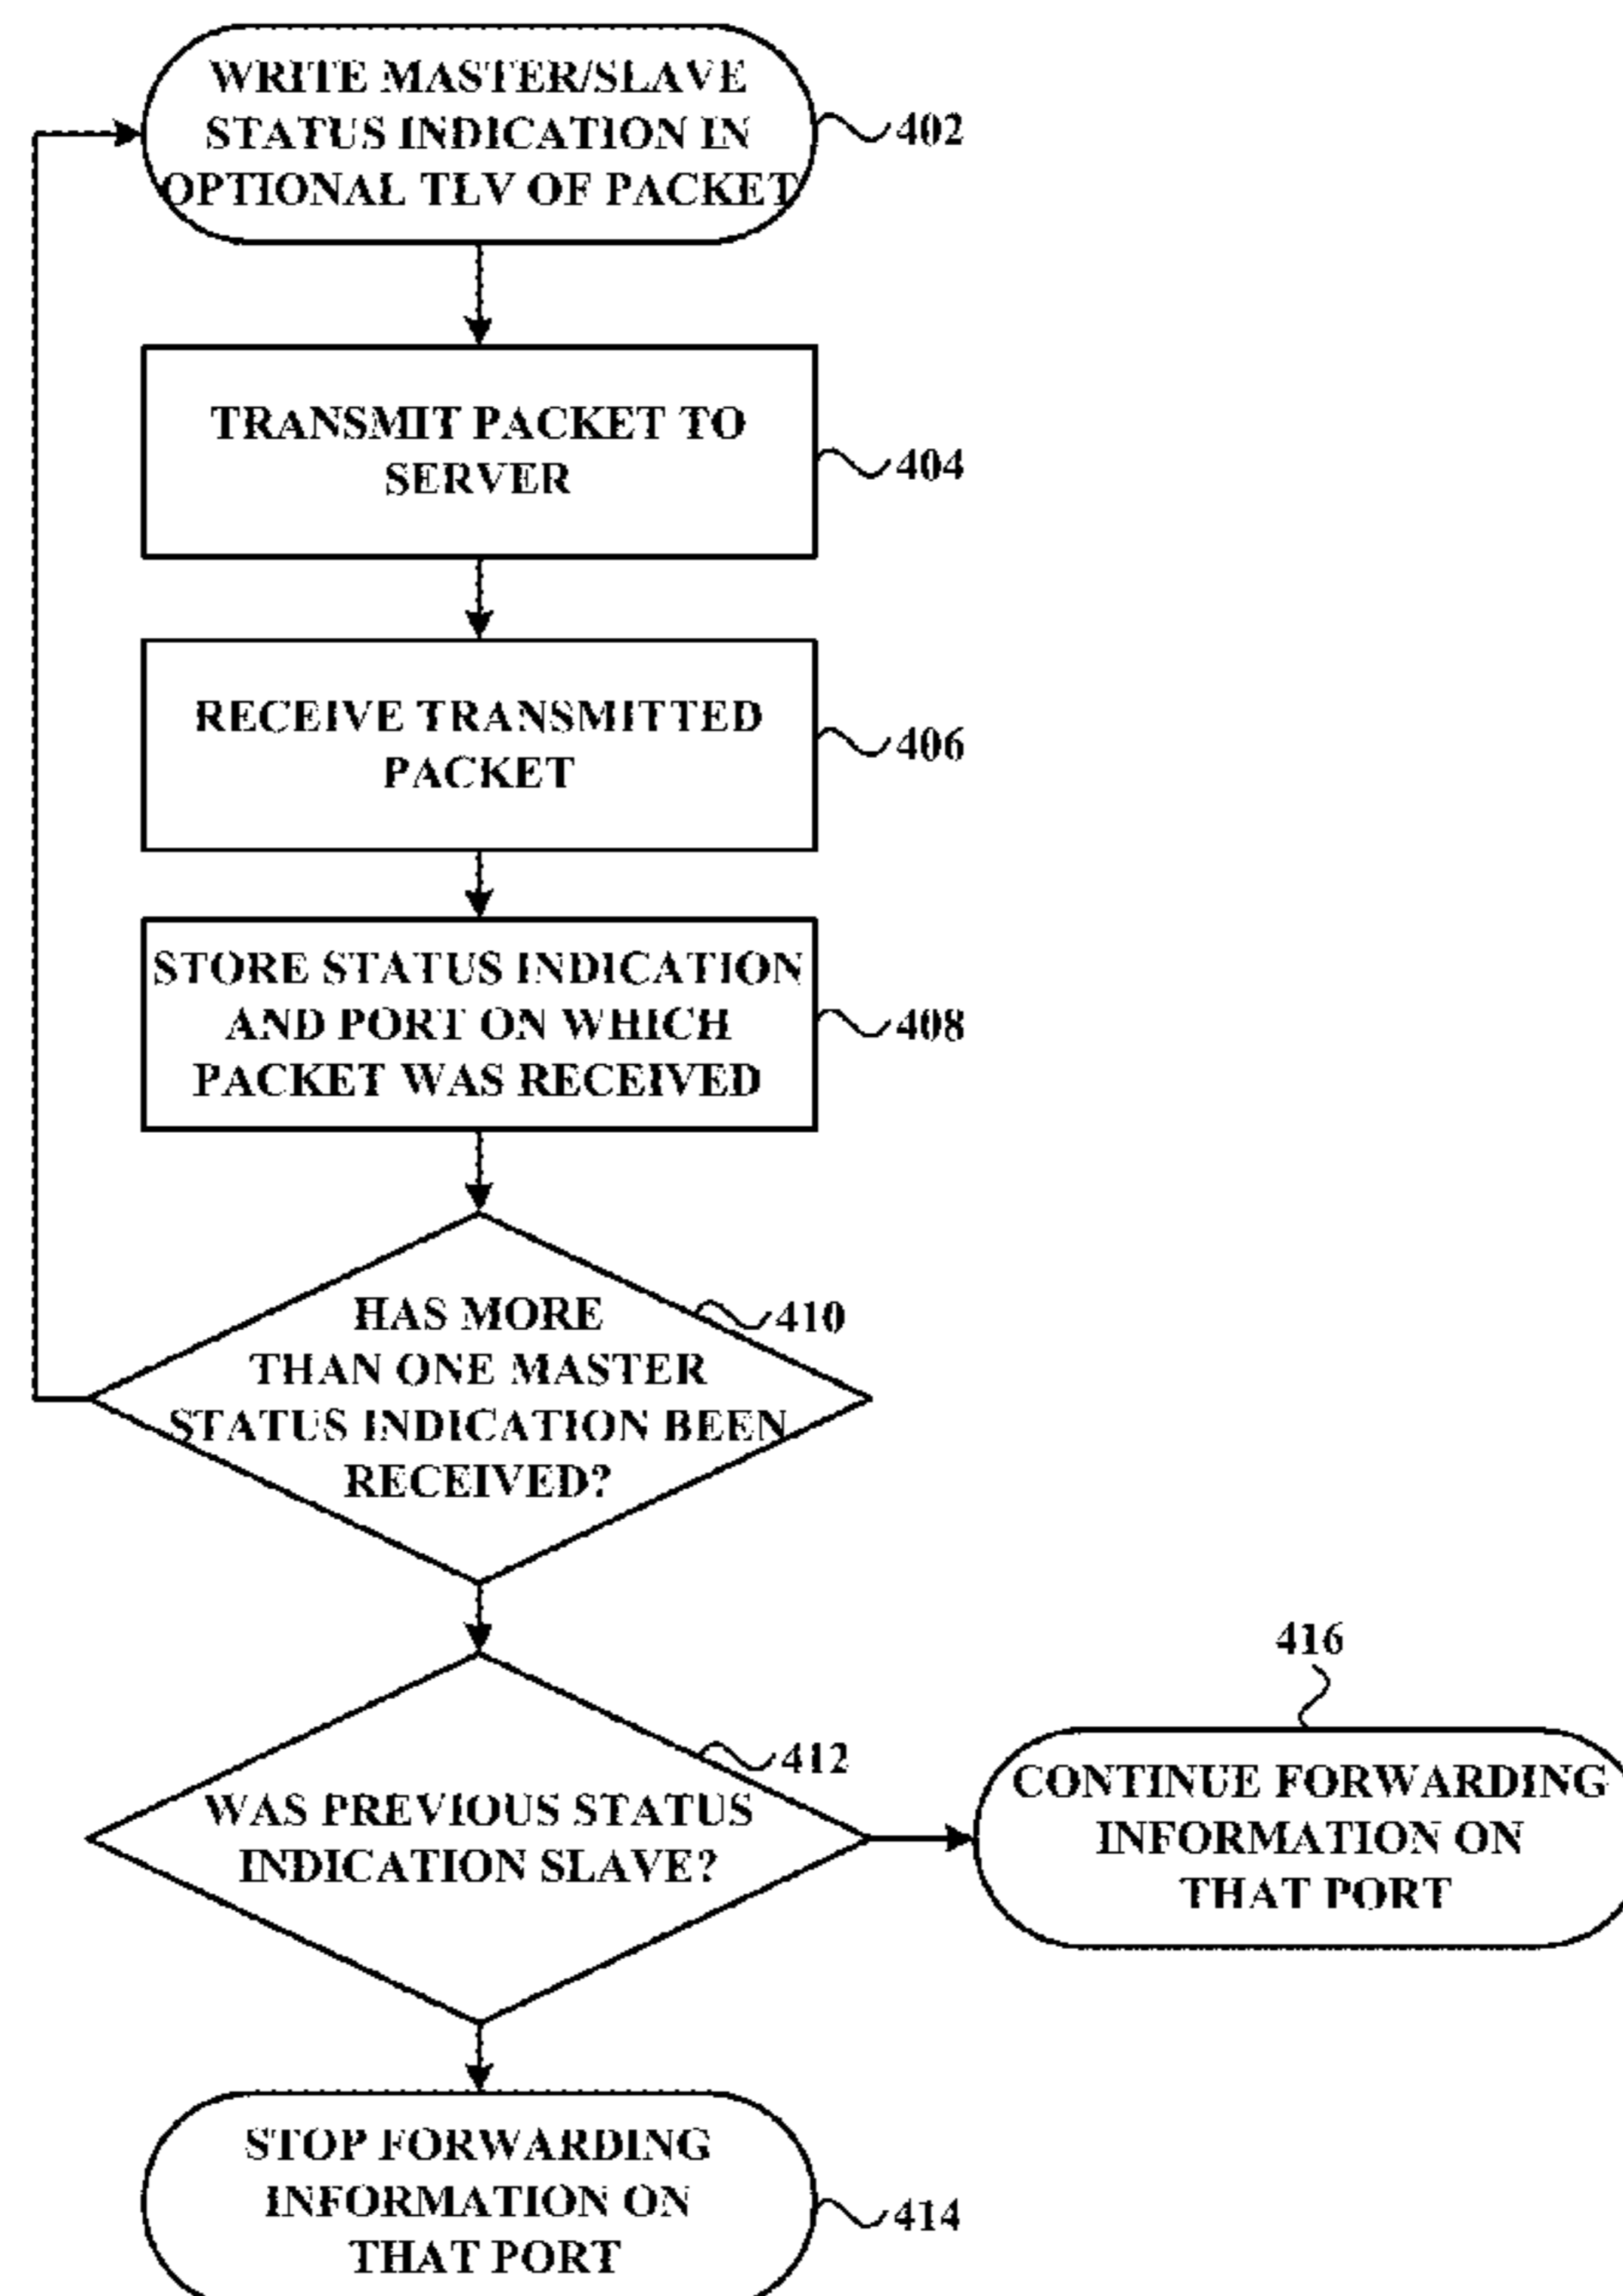 WRITE MASTER/SLAVE
STATUS INDICATION IN
OPTIONAL TLV OF PACKET
402
TRANSMIT PACKET TO
SERVER
404
RECEIVE TRANSMITTED
PACKET
406
STORE STATUS INDICATION
AND PORT ON WHICH
PACKET WAS RECEIVED
408
HAS MORE
THAN ONE MASTER
STATUS INDICATION BEEN
RECEIVED?
410
WAS PREVIOUS STATUS
INDICATION SLAVE?
412
416
CONTINUE FORWARDING
INFORMATION ON
THAT PORT
STOP FORWARDING
INFORMATION ON
THAT PORT
414